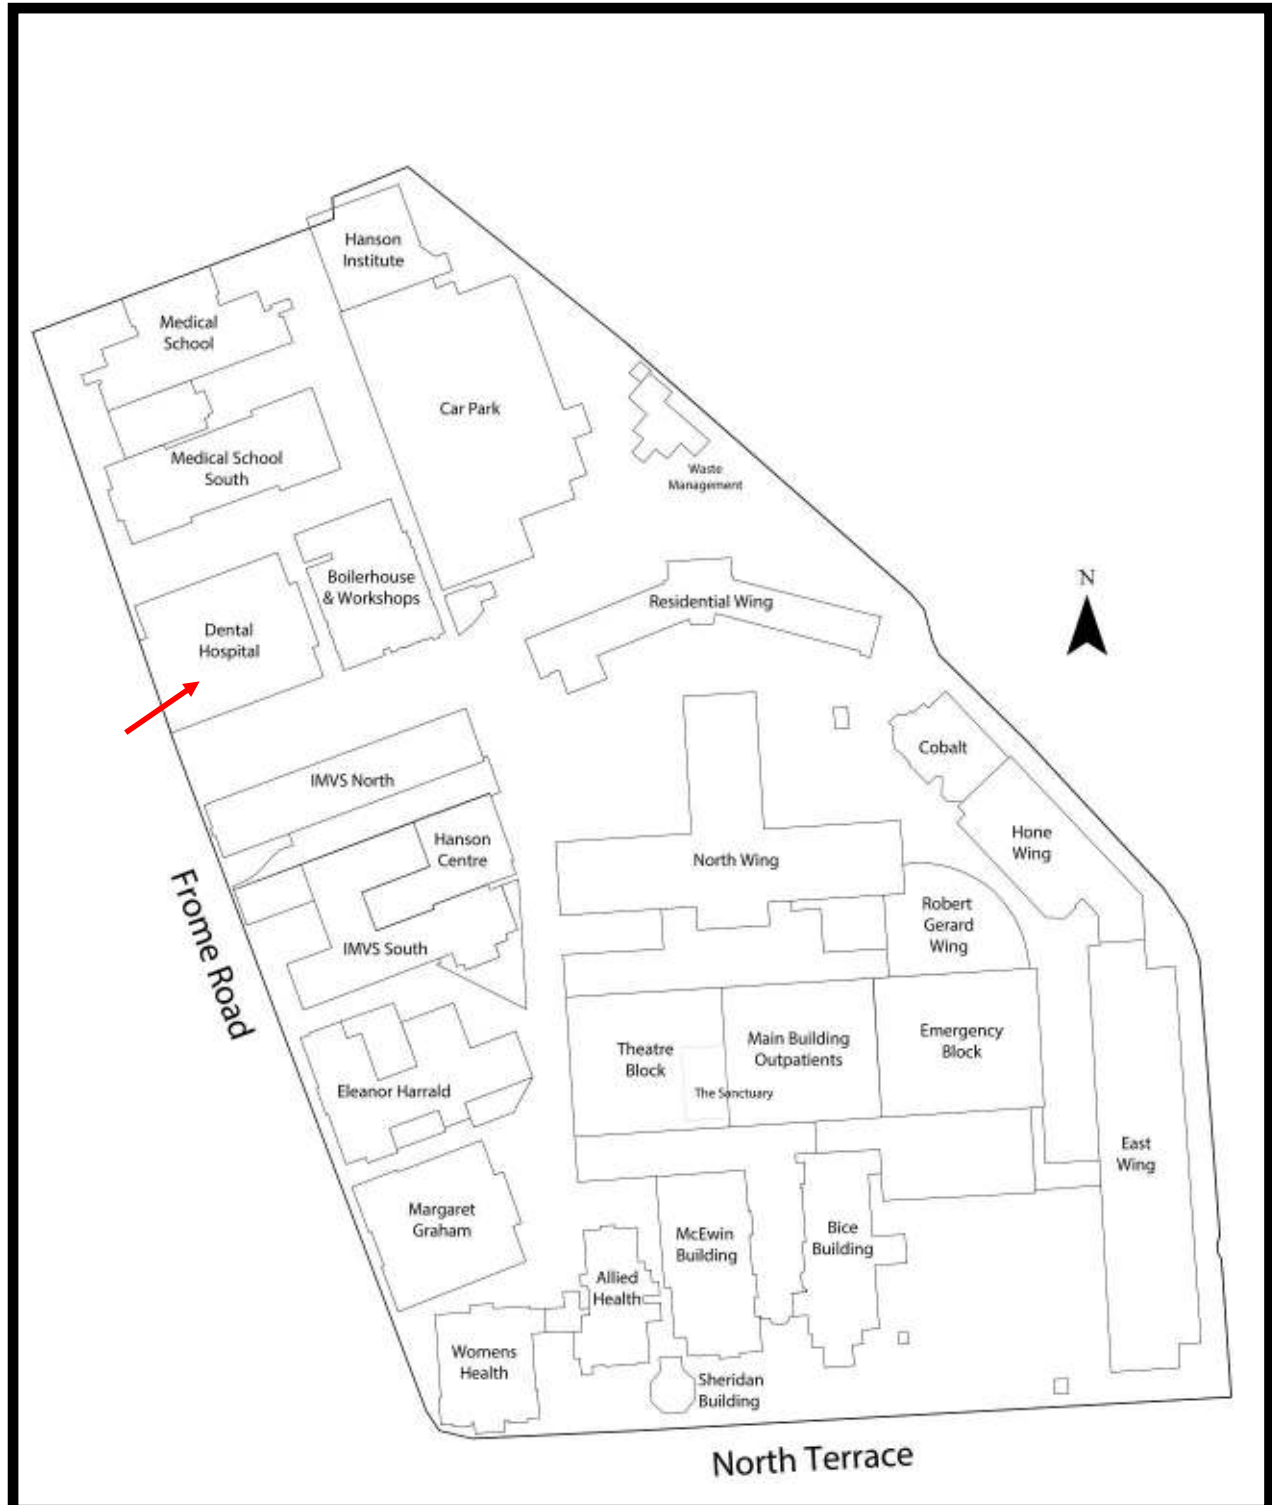 Hanson
Institute
Medical
School
Car Park
Medical School
South
Waste
Management
Boilerhouse
& Workshops
N
Residential Wing
Dental
Hospital
Cobalt
IMVS North
Hanson
Centre
Hone
Wing
North Wing
Robert
Gerard
Wing
Frome Road
IMVS South
Theatre
Block
Main Building
Outpatients
Emergency
Block
The Sanctuary
Eleanor Harrald
East
Wing
Margaret
Graham
McEwin
Building
Bice
Building
Allied
Health
Womens
Health
Sheridan
Building
North Terrace